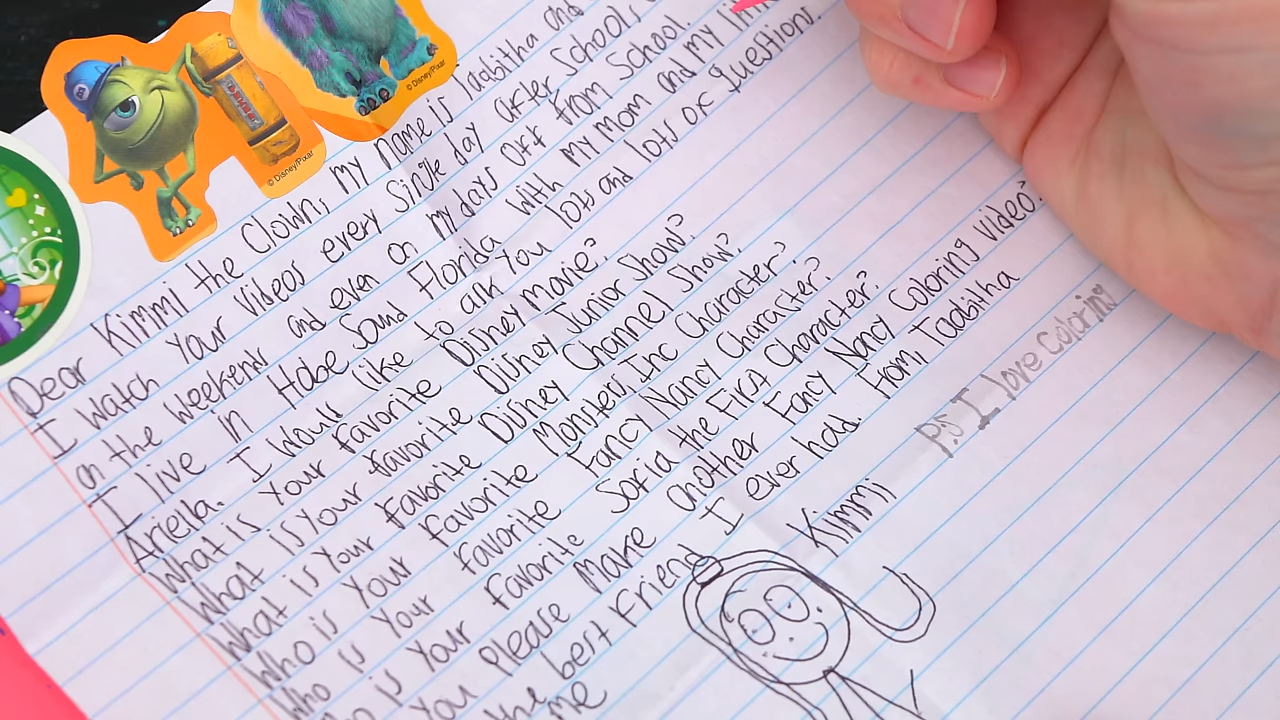 Dear Kimmi the Clown, my name is Taabitha and
I watch Your Videos every Single day after School,
on the weekends and even on my days off from School.
I live in Hobe Sound Florida with my mom and my
Ariella. I Would like to ask You lots and lots of questions.
What is Your Favorite Disney movie?
What is Your favorite Disney Junior Show?
What is Your Favorite Disney Channel Show?
Who is Your favorite Monsters, Inc Character?
Who is Your favorite Fancy Nancy Character?
is Your favorite Sofia the First Character?
You Please Make another Fancy Nancy Coloring Video?
the best Friend I ever had. From, Taabitha
me
P.S I love Coloring
Kimmi
© Disney/Pixar
© Disney/Pixar